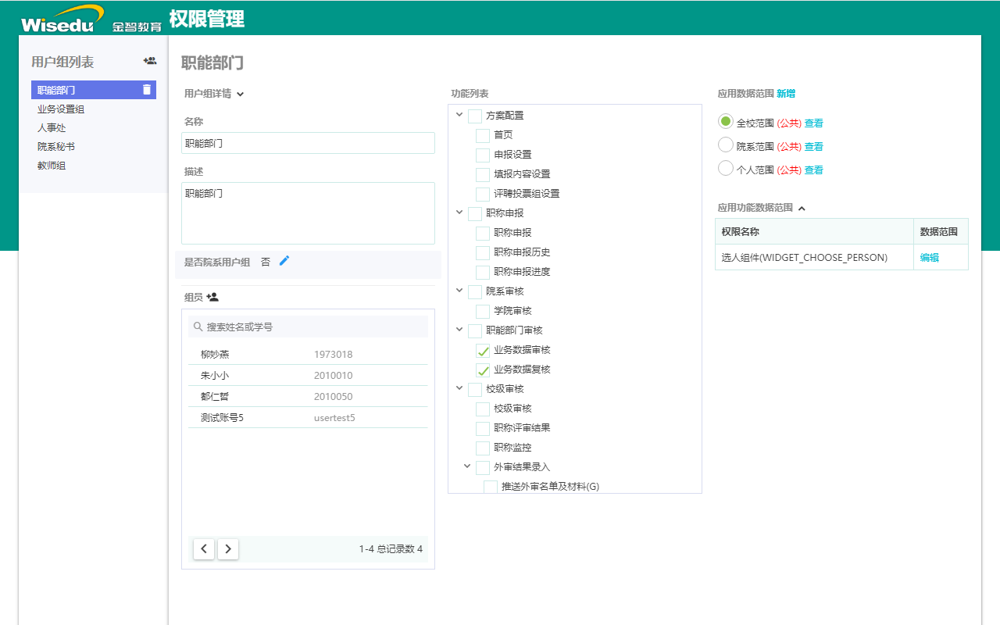 Wisedu 金智教育 权限管理
用户组列表
职能部门
业务设置组
人事处
院系秘书
教师组
职能部门
用户组详情
名称
职能部门
描述
职能部门
是否院系用户组 否
组员
搜索姓名或学号
柳妙燕 1973018
朱小小 2010010
都仁哲 2010050
测试账号5 usertest5
1-4 总记录数 4
功能列表
方案配置
首页
申报设置
填报内容设置
评聘投票组设置
职称申报
职称申报
职称申报历史
职称申报进度
院系审核
学院审核
职能部门审核
业务数据审核
业务数据复核
校级审核
校级审核
职称评审结果
职称监控
外审结果录入
推送外审名单及材料(G)
应用数据范围 新增
全校范围 (公共) 查看
院系范围 (公共) 查看
个人范围 (公共) 查看
应用功能数据范围
权限名称 数据范围
选人组件(WIDGET_CHOOSE_PERSON) 编辑